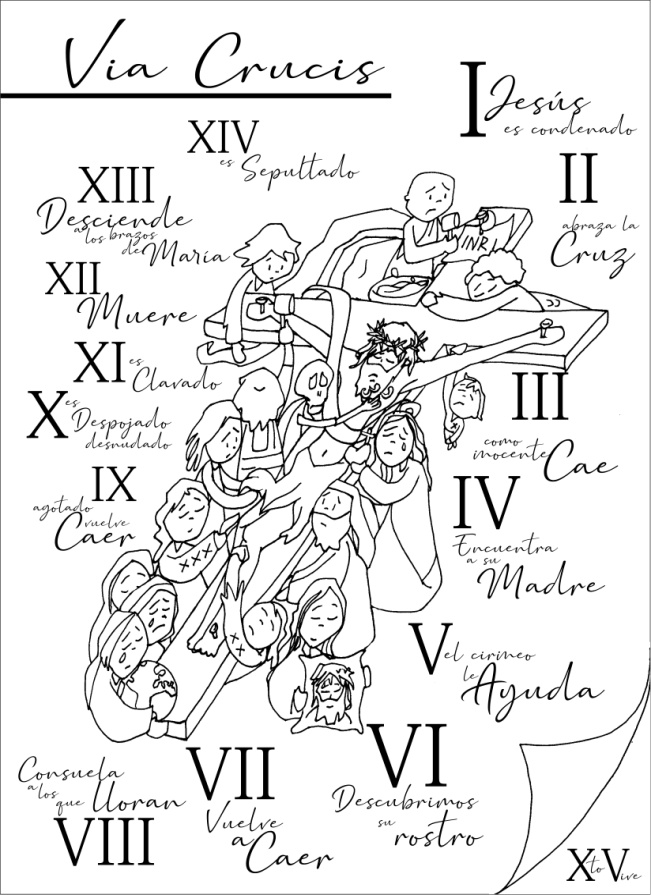 Via Crucis
I Jesús
es condenado
II
abraza la
Cruz
III
como
inocente Cae
IV
Encuentra
a su
Madre
V el cirineo
le
Ayuda
VI
Descubrimos
su
rostro
VII
Vuelve
a
Caer
Consuela
a los
que lloran
VIII
IX
agotado
vuelve
Caer
X es
Despojado
desnudado
XI es
Clavado
XII
Muere
XIII
Desciende
a los brazos
de María
XIV
es Sepultado
INRI
Xto Vive